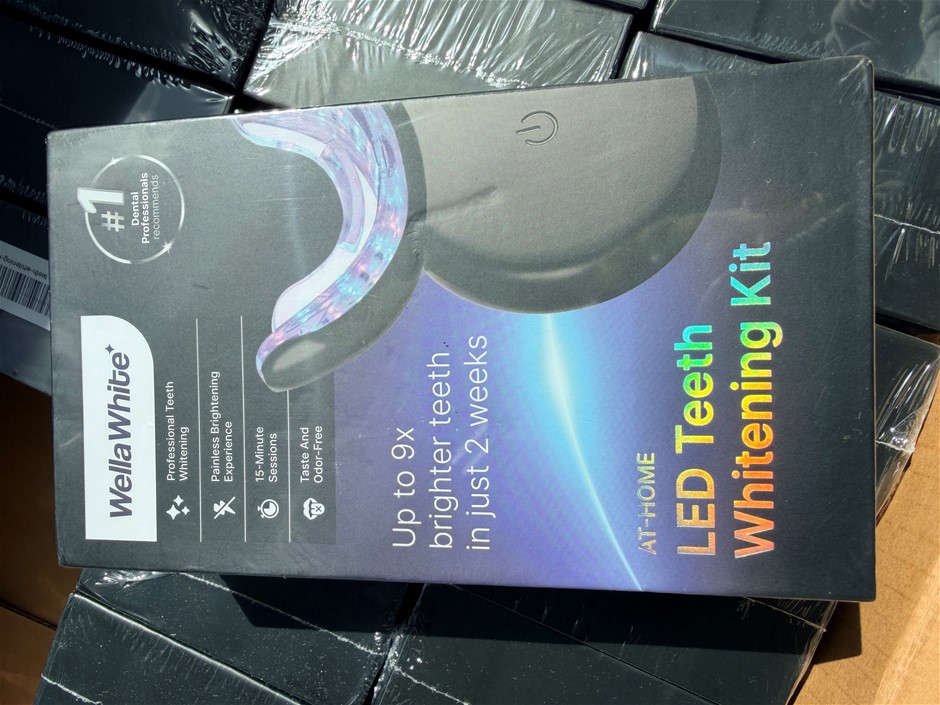 WellaWhite
#1
Dental
Professionals
recommends
Professional Teeth
Whitening
Painless Brightening
Experience
15-Minute
Sessions
Taste And
Odor-Free
Up to 9x
brighter teeth
in just 2 weeks
AT-HOME
LED Teeth
Whitening Kit